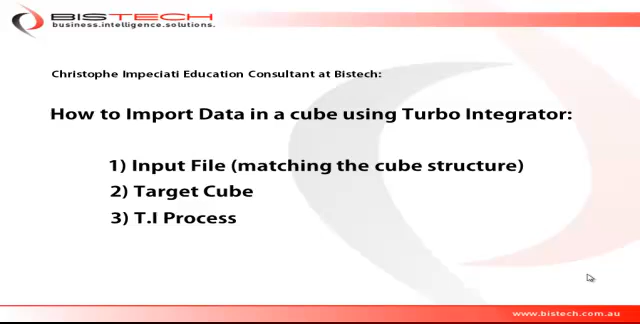 BISTECH
business.intelligence.solutions.
Christophe Impeciati Education Consultant at Bistech:
How to Import Data in a cube using Turbo Integrator:
1) Input File (matching the cube structure)
2) Target Cube
3) T.I Process
www.bistech.com.au